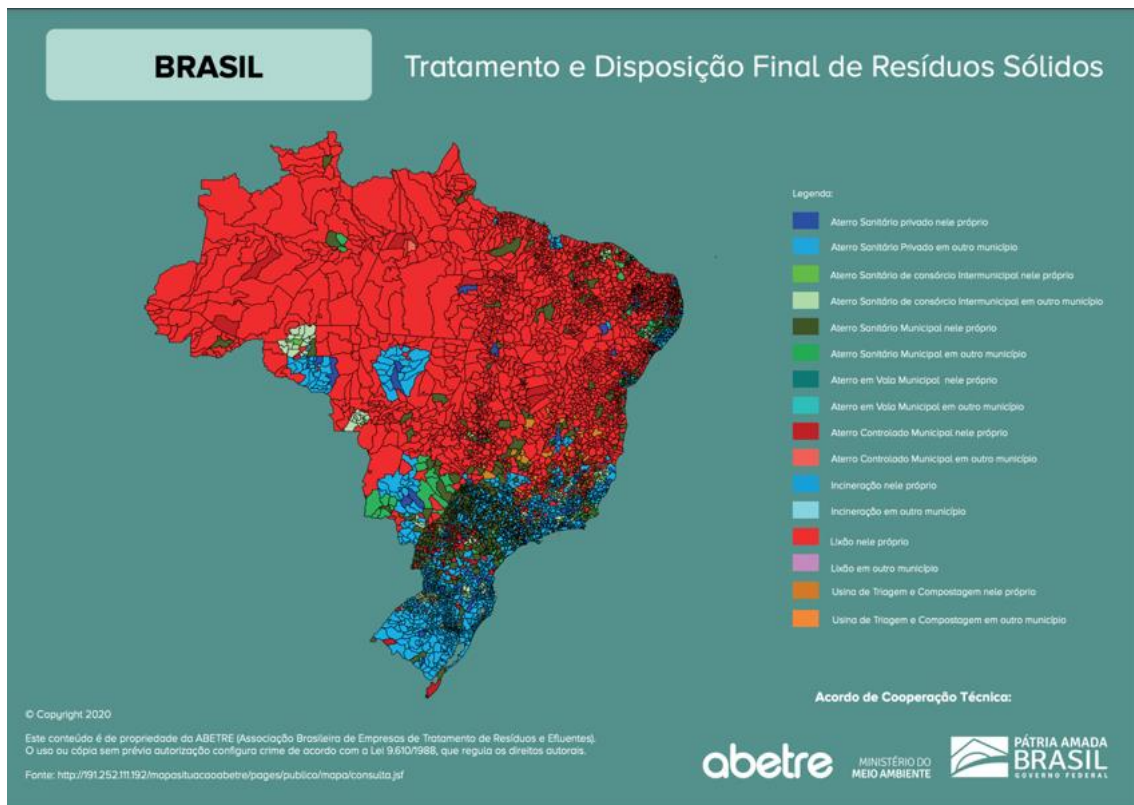 BRASIL
Tratamento e Disposição Final de Resíduos Sólidos
Legenda:
Aterro Sanitário privado nele próprio
Aterro Sanitário Privado em outro município
Aterro Sanitário de consórcio Intermunicipal nele próprio
Aterro Sanitário de consórcio Intermunicipal em outro município
Aterro Sanitário Municipal nele próprio
Aterro Sanitário Municipal em outro município
Aterro em Vala Municipal nele próprio
Aterro em Vala Municipal em outro município
Aterro Controlado Municipal nele próprio
Aterro Controlado Municipal em outro município
Incineração nele próprio
Incineração em outro município
Lixão nele próprio
Lixão em outro município
Usina de Triagem e Compostagem nele próprio
Usina de Triagem e Compostagem em outro município
Acordo de Cooperação Técnica:
© Copyright 2020
Este conteúdo é de propriedade da ABETRE (Associação Brasileira de Empresas de Tratamento de Resíduos e Efluentes).
O uso ou cópia sem prévia autorização configura crime de acordo com a Lei 9.610/1988, que regula os direitos autorais.
Fonte: http://191.252.111.192/mapasituacaoabetre/pages/publica/mapa/consulta.jsf
abetre
MINISTÉRIO DO
MEIO AMBIENTE
PÁTRIA AMADA
BRASIL
GOVERNO FEDERAL